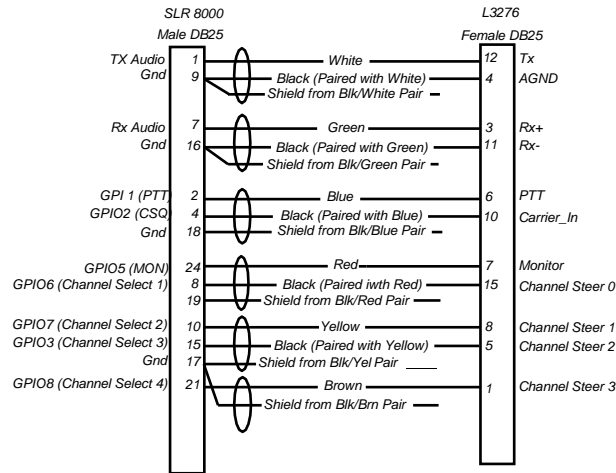 SLR 8000 L3276
Male DB25 Female DB25
TX Audio 1 White 12 Tx
Gnd 9 Black (Paired with White) 4 AGND
Shield from Blk/White Pair
Rx Audio 7 Green 3 Rx+
Gnd 16 Black (Paired with Green) 11 Rx-
Shield from Blk/Green Pair
GPI 1 (PTT) 2 Blue 6 PTT
GPIO2 (CSQ) 4 Black (Paired with Blue) 10 Carrier_In
Gnd 18 Shield from Blk/Blue Pair
GPIO5 (MON) 24 Red 7 Monitor
GPIO6 (Channel Select 1) 8 Black (Paired iwth Red) 15 Channel Steer 0
19 Shield from Blk/Red Pair
GPIO7 (Channel Select 2) 10 Yellow 8 Channel Steer 1
GPIO3 (Channel Select 3) 15 Black (Paired with Yellow) 5 Channel Steer 2
Gnd 17 Shield from Blk/Yel Pair
GPIO8 (Channel Select 4) 21 Brown 1 Channel Steer 3
Shield from Blk/Brn Pair